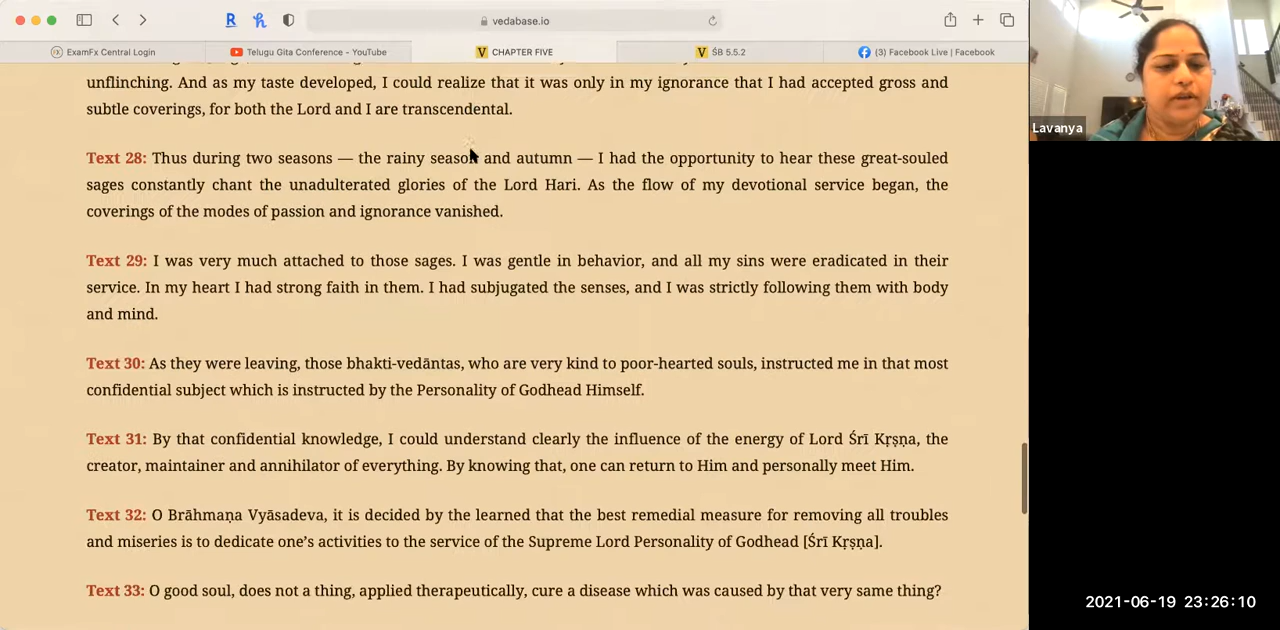 vedabase.io
ExamFx Central Login
Telugu Gita Conference - YouTube
CHAPTER FIVE
ŚB 5.5.2
(3) Facebook Live | Facebook
unflinching. And as my taste developed, I could realize that it was only in my ignorance that I had accepted gross and
subtle coverings, for both the Lord and I are transcendental.
Text 28: Thus during two seasons — the rainy season and autumn — I had the opportunity to hear these great-souled
sages constantly chant the unadulterated glories of the Lord Hari. As the flow of my devotional service began, the
coverings of the modes of passion and ignorance vanished.
Text 29: I was very much attached to those sages. I was gentle in behavior, and all my sins were eradicated in their
service. In my heart I had strong faith in them. I had subjugated the senses, and I was strictly following them with body
and mind.
Text 30: As they were leaving, those bhakti-vedāntas, who are very kind to poor-hearted souls, instructed me in that most
confidential subject which is instructed by the Personality of Godhead Himself.
Text 31: By that confidential knowledge, I could understand clearly the influence of the energy of Lord Śrī Kṛṣṇa, the
creator, maintainer and annihilator of everything. By knowing that, one can return to Him and personally meet Him.
Text 32: O Brāhmaṇa Vyāsadeva, it is decided by the learned that the best remedial measure for removing all troubles
and miseries is to dedicate one’s activities to the service of the Supreme Lord Personality of Godhead [Śrī Kṛṣṇa].
Text 33: O good soul, does not a thing, applied therapeutically, cure a disease which was caused by that very same thing?
Lavanya
2021-06-19 23:26:10